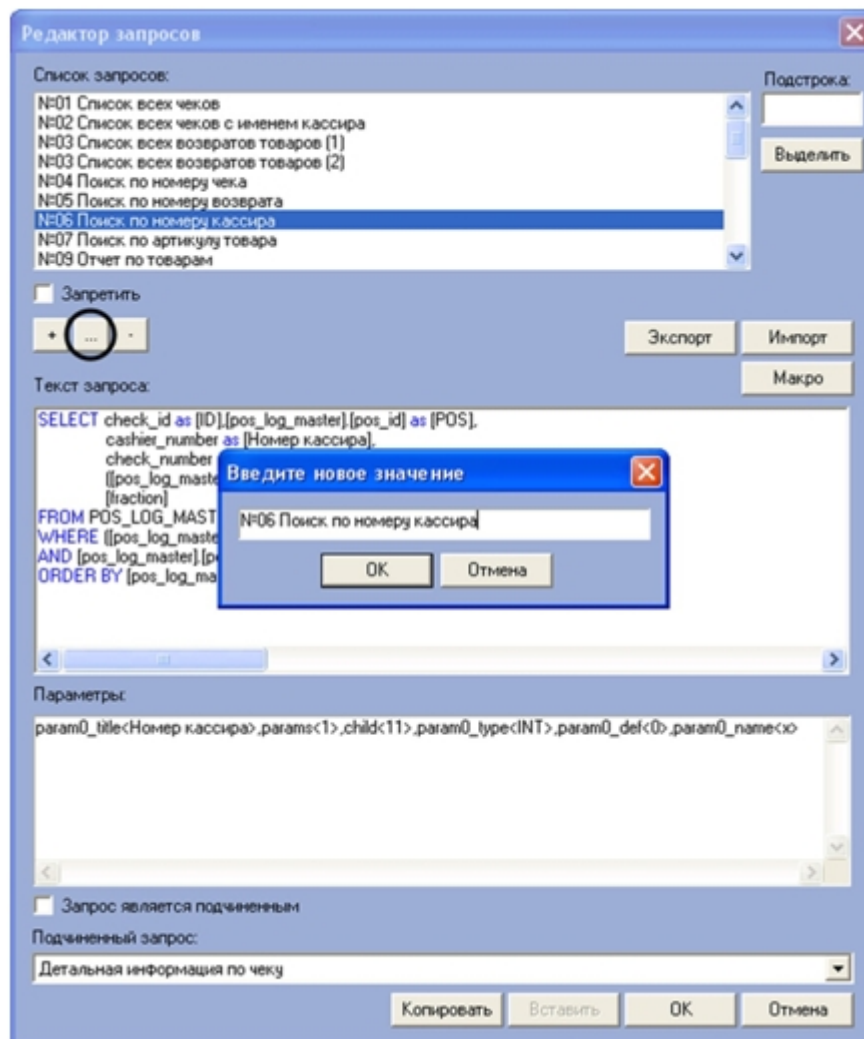 Редактор запросов
Список запросов:
Подстрока:
№01 Список всех чеков
№02 Список всех чеков с именем кассира
№03 Список всех возвратов товаров (1)
№03 Список всех возвратов товаров (2)
№04 Поиск по номеру чека
№05 Поиск по номеру возврата
№06 Поиск по номеру кассира
№07 Поиск по артикулу товара
№09 Отчет по товарам
Выделить
Запретить
+ ... -
Экспорт Импорт
Макро
Текст запроса:
SELECT check_id as [ID],[pos_log_master].[pos_id] as [POS],
cashier_number as [Номер кассира],
check_number
([pos_log_maste
[fraction]
FROM POS_LOG_MAST
WHERE ([pos_log_maste
AND [pos_log_master].[p
ORDER BY [pos_log_ma
Введите новое значение
№06 Поиск по номеру кассира
OK Отмена
Параметры:
param0_title<Номер кассира>,params<1>,child<11>,param0_type<INT>,param0_def<0>,param0_name<x>
Запрос является подчиненным
Подчиненный запрос:
Детальная информация по чеку
Копировать Вставить OK Отмена